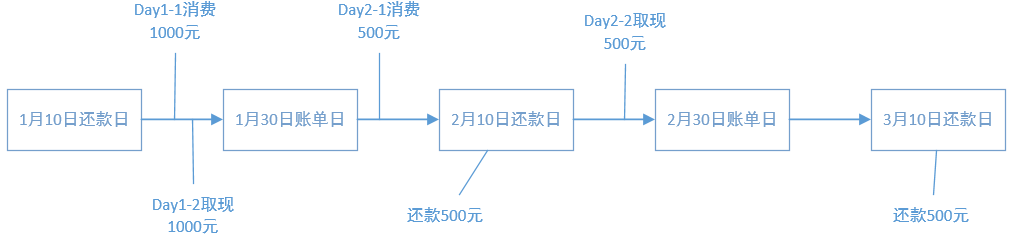 Day1-1消费
1000元
Day2-1消费
500元
Day2-2取现
500元
1月10日还款日
1月30日账单日
2月10日还款日
2月30日账单日
3月10日还款日
Day1-2取现
1000元
还款500元
还款500元